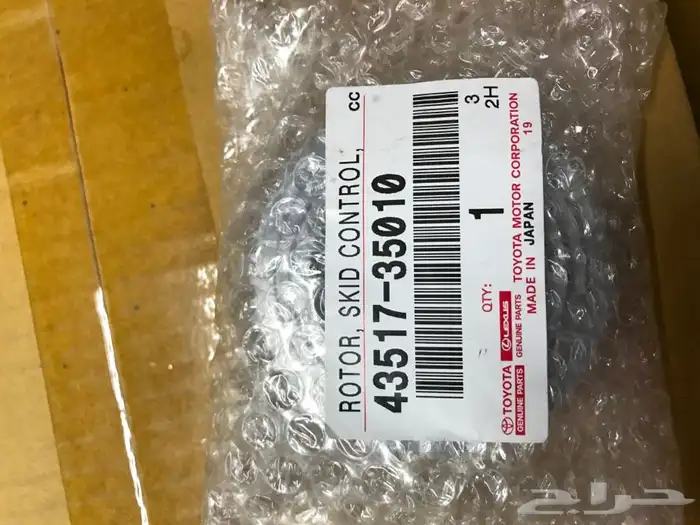 ROTOR, SKID CONTROL, CC
43517-35010
3
2H
QTY: 1
TOYOTA GENUINE PARTS
LEXUS GENUINE PARTS
TOYOTA MOTOR CORPORATION
MADE IN JAPAN 19
حراج